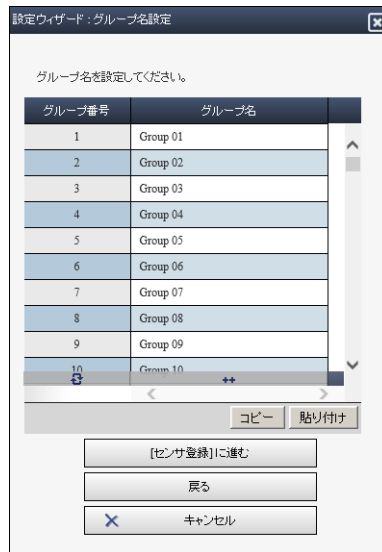 設定ウィザード : グループ名設定
グループ名を設定してください。
グループ番号 グループ名
1 Group 01
2 Group 02
3 Group 03
4 Group 04
5 Group 05
6 Group 06
7 Group 07
8 Group 08
9 Group 09
10 Group 10
コピー 貼り付け
[センサ登録]に進む
戻る
キャンセル